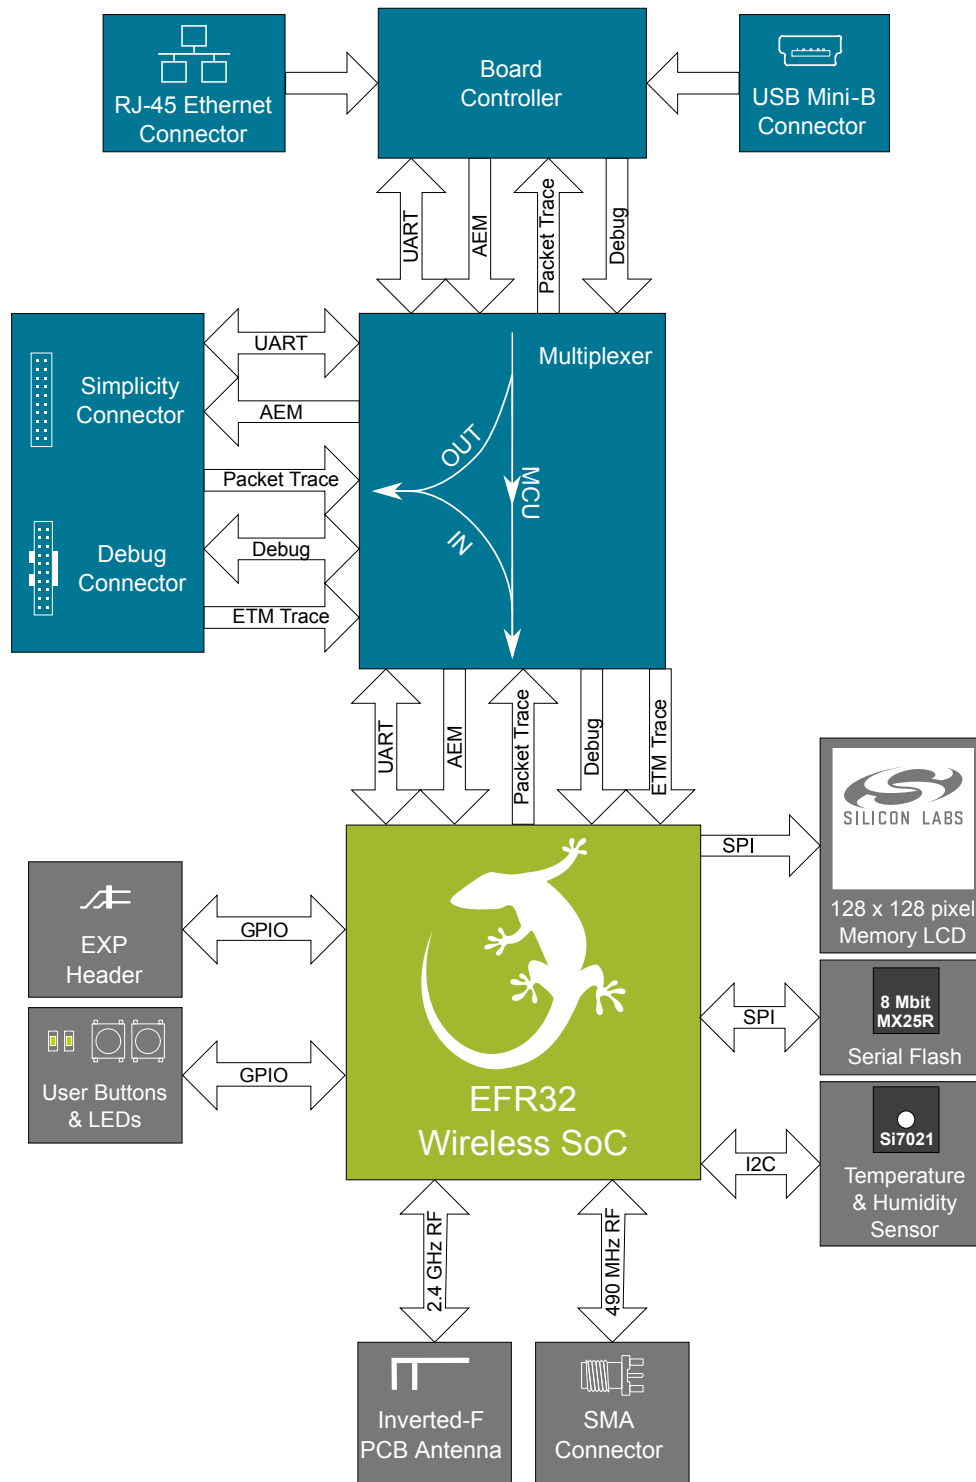 RJ-45 Ethernet
Connector
Board
Controller
USB Mini-B
Connector
UART
AEM
Packet Trace
Debug
Simplicity
Connector
Debug
Connector
UART
AEM
Packet Trace
Debug
ETM Trace
Multiplexer
OUT
MCU
IN
UART
AEM
Packet Trace
Debug
ETM Trace
SILICON LABS
128 x 128 pixel
Memory LCD
SPI
EXP
Header
GPIO
8 Mbit
MX25R
Serial Flash
SPI
User Buttons
& LEDs
GPIO
EFR32
Wireless SoC
Si7021
Temperature
& Humidity
Sensor
I2C
2.4 GHz RF
490 MHz RF
Inverted-F
PCB Antenna
SMA
Connector